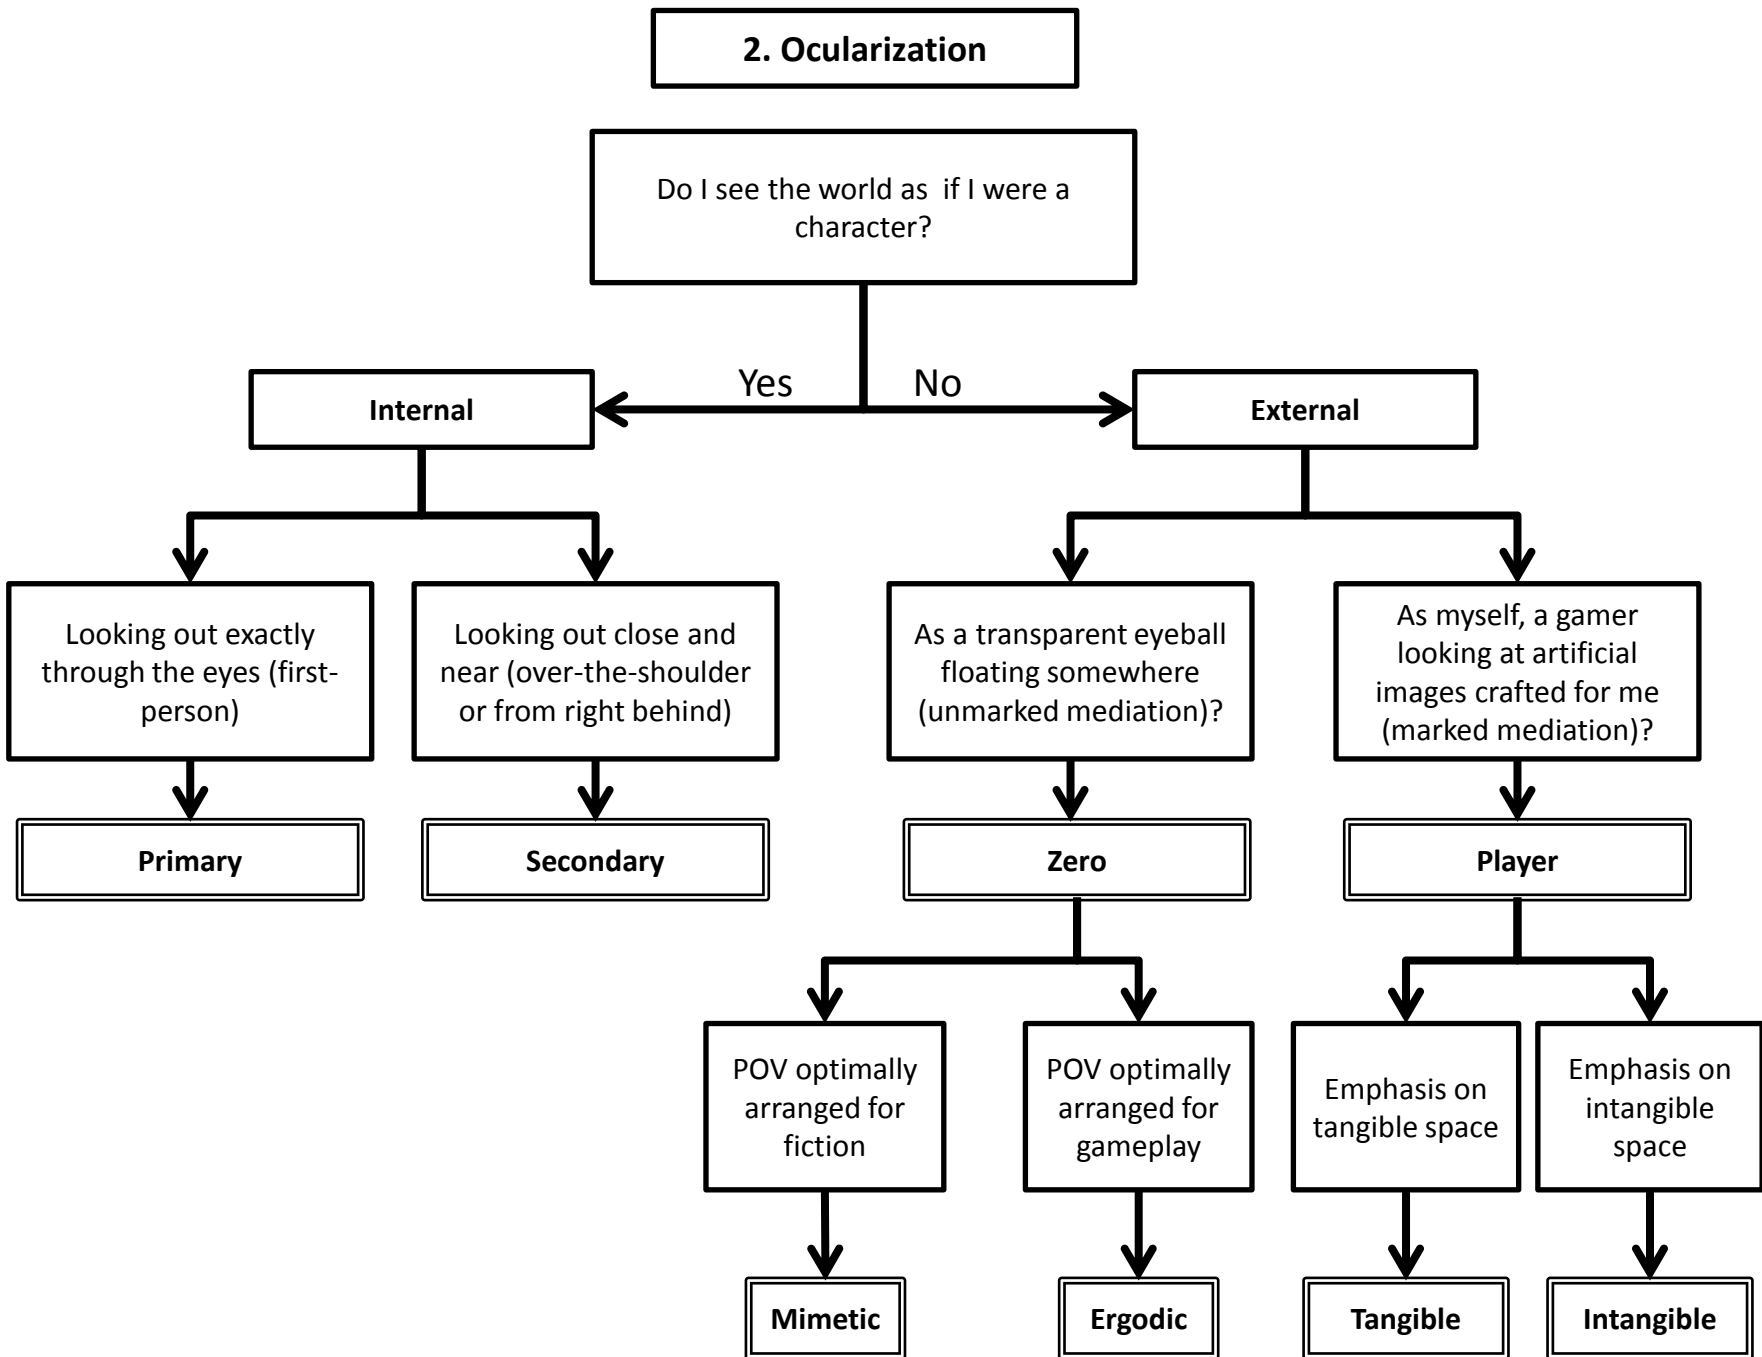 2. Ocularization
Do I see the world as if I were a
character?
Yes
No
Internal
External
Looking out exactly
through the eyes (first-
person)
Looking out close and
near (over-the-shoulder
or from right behind)
As a transparent eyeball
floating somewhere
(unmarked mediation)?
As myself, a gamer
looking at artificial
images crafted for me
(marked mediation)?
Primary
Secondary
Zero
Player
POV optimally
arranged for
fiction
POV optimally
arranged for
gameplay
Emphasis on
tangible space
Emphasis on
intangible
space
Mimetic
Ergodic
Tangible
Intangible